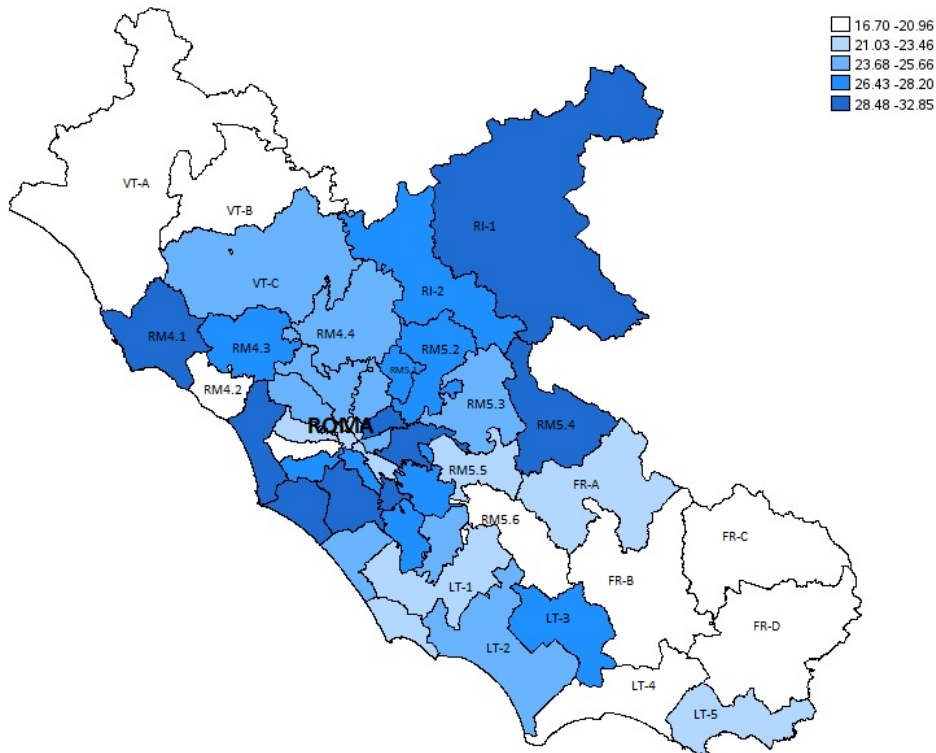 16.70 -20.96
21.03 -23.46
23.68 -25.66
26.43 -28.20
28.48 -32.85
VT-A
VT-B
RI-1
VT-C
RI-2
RM4.1
RM4.4
RM4.3
RM5.2
RM5.1
RM4.2
RM5.3
ROMA
RM5.4
RM5.5
FR-A
RM5.6
FR-C
FR-B
LT-1
LT-3
FR-D
LT-2
LT-4
LT-5